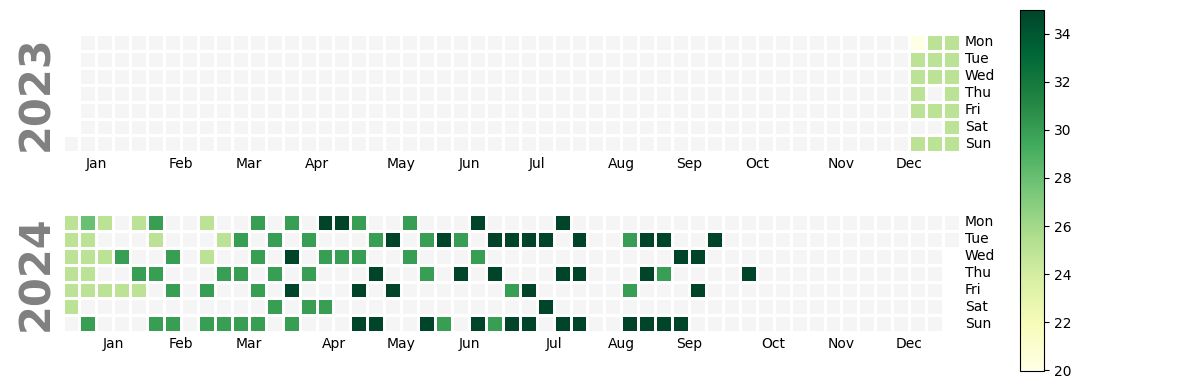 2023
Mon
Tue
Wed
Thu
Fri
Sat
Sun
Jan Feb Mar Apr May Jun Jul Aug Sep Oct Nov Dec
2024
Mon
Tue
Wed
Thu
Fri
Sat
Sun
Jan Feb Mar Apr May Jun Jul Aug Sep Oct Nov Dec
34
32
30
28
26
24
22
20